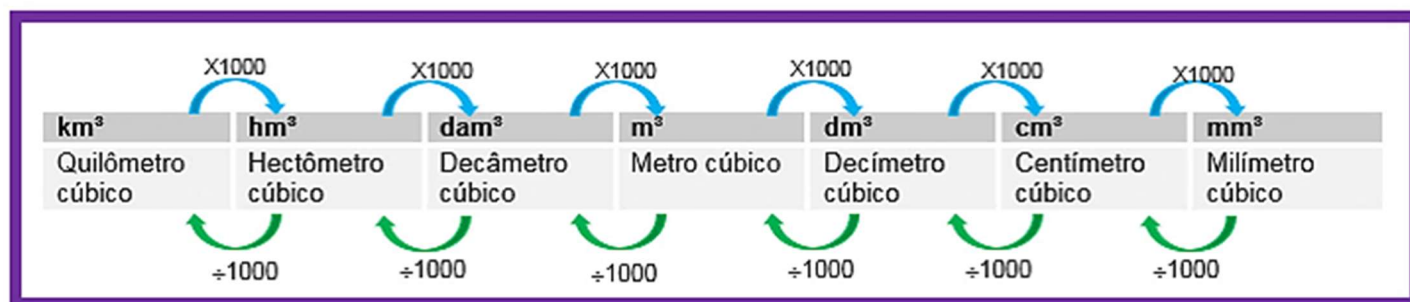 X1000 X1000 X1000 X1000 X1000 X1000
km³ hm³ dam³ m³ dm³ cm³ mm³
Quilômetro Hectômetro Decâmetro Metro cúbico Decímetro Centímetro Milímetro
cúbico cúbico cúbico cúbico cúbico cúbico
÷1000 ÷1000 ÷1000 ÷1000 ÷1000 ÷1000